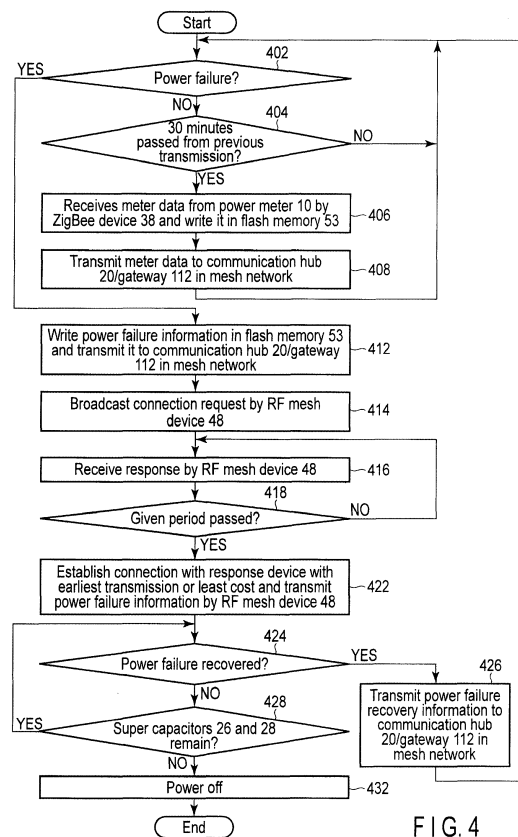 Start
402
YES
Power failure?
NO
404
30 minutes
passed from previous
transmission?
NO
YES
Receives meter data from power meter 10 by
ZigBee device 38 and write it in flash memory 53
406
Transmit meter data to communication hub
20/gateway 112 in mesh network
408
Write power failure information in flash memory 53
and transmit it to communication hub 20/gateway
112 in mesh network
412
Broadcast connection request by RF mesh
device 48
414
Receive response by RF mesh device 48
416
418
Given period passed?
NO
YES
Establish connection with response device with
earliest transmission or least cost and transmit
power failure information by RF mesh device 48
422
424
Power failure recovered?
YES
426
NO
Transmit power failure
recovery information to
communication hub
20/gateway 112 in
mesh network
428
YES
Super capacitors 26 and 28
remain?
NO
Power off
432
End
FIG. 4